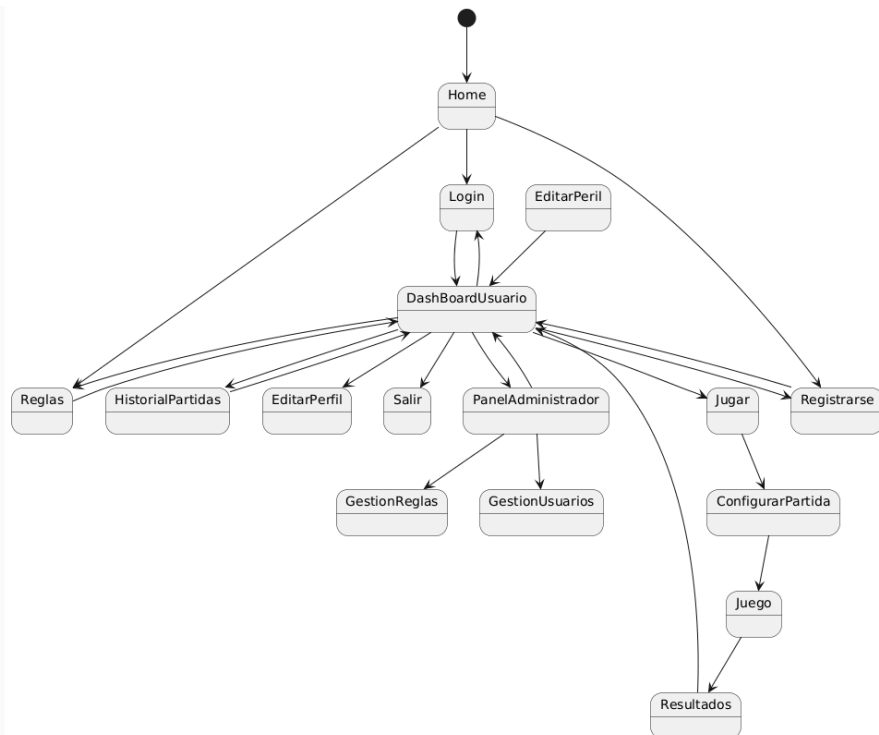 Home
Login
EditarPeril
DashBoardUsuario
Reglas
HistorialPartidas
EditarPerfil
Salir
PanelAdministrador
Jugar
Registrarse
GestionReglas
GestionUsuarios
ConfigurarPartida
Juego
Resultados